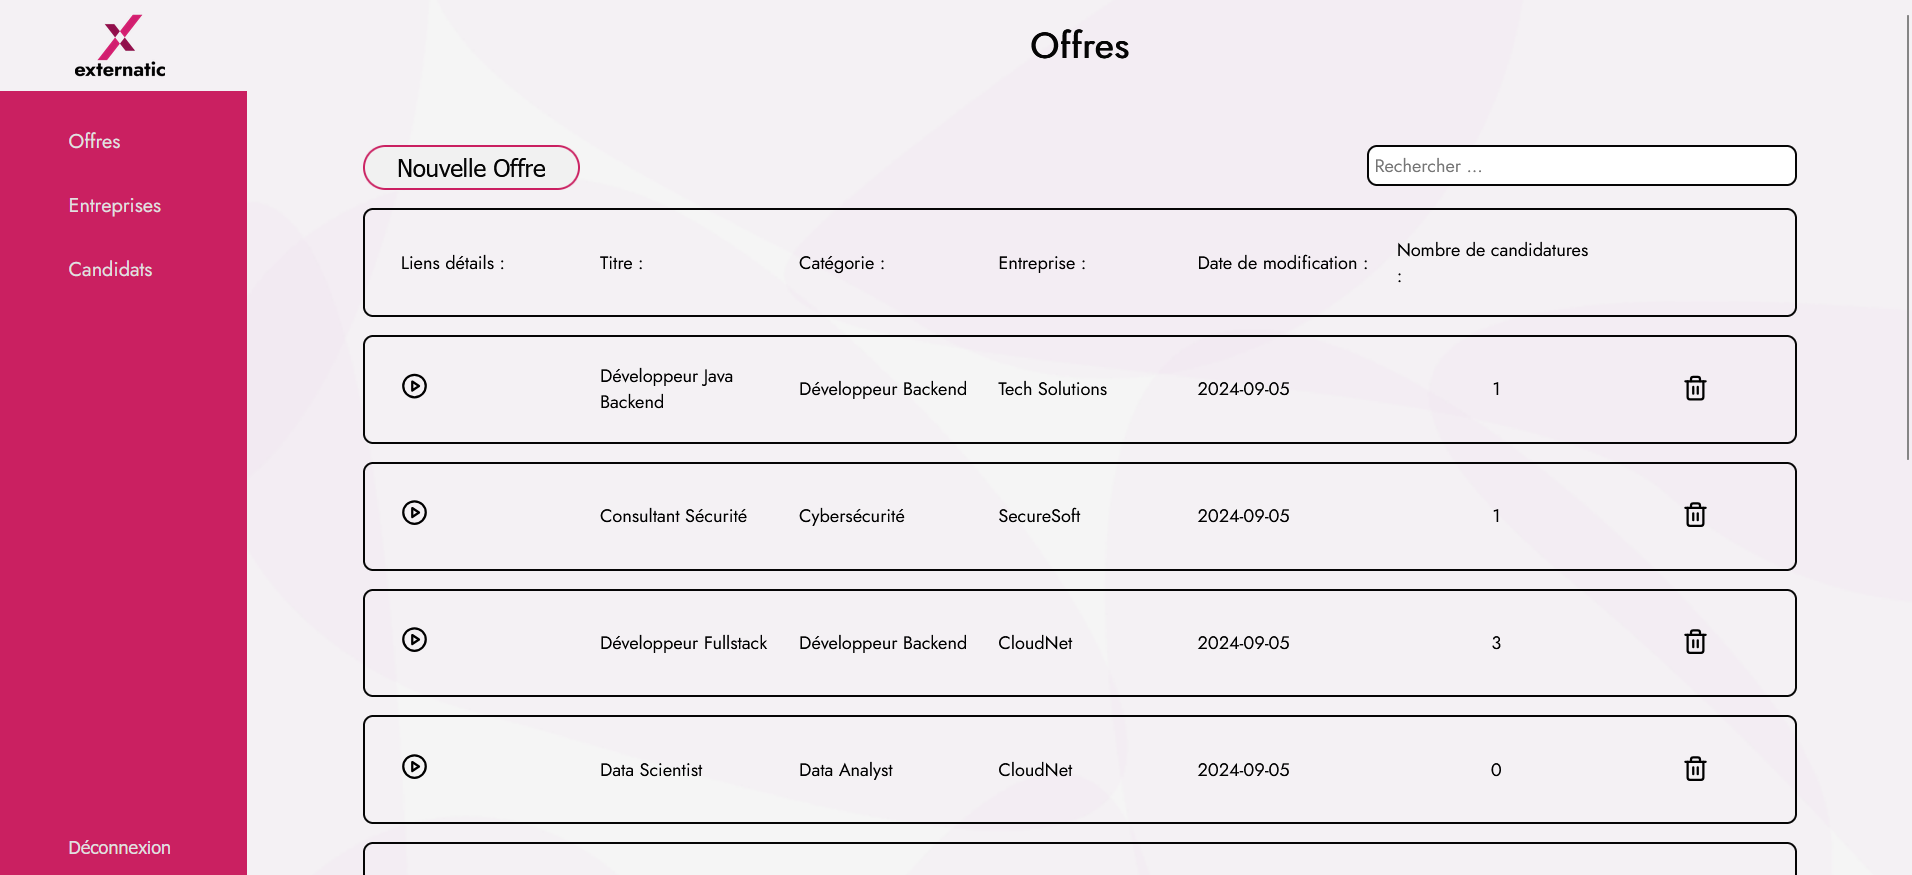 externatic
Offres
Offres
Entreprises
Candidats
Déconnexion
Nouvelle Offre
Rechercher ...
Liens détails :
Titre :
Catégorie :
Entreprise :
Date de modification :
Nombre de candidatures
:
Développeur Java
Backend
Développeur Backend
Tech Solutions
2024-09-05
1
Consultant Sécurité
Cybersécurité
SecureSoft
2024-09-05
1
Développeur Fullstack
Développeur Backend
CloudNet
2024-09-05
3
Data Scientist
Data Analyst
CloudNet
2024-09-05
0